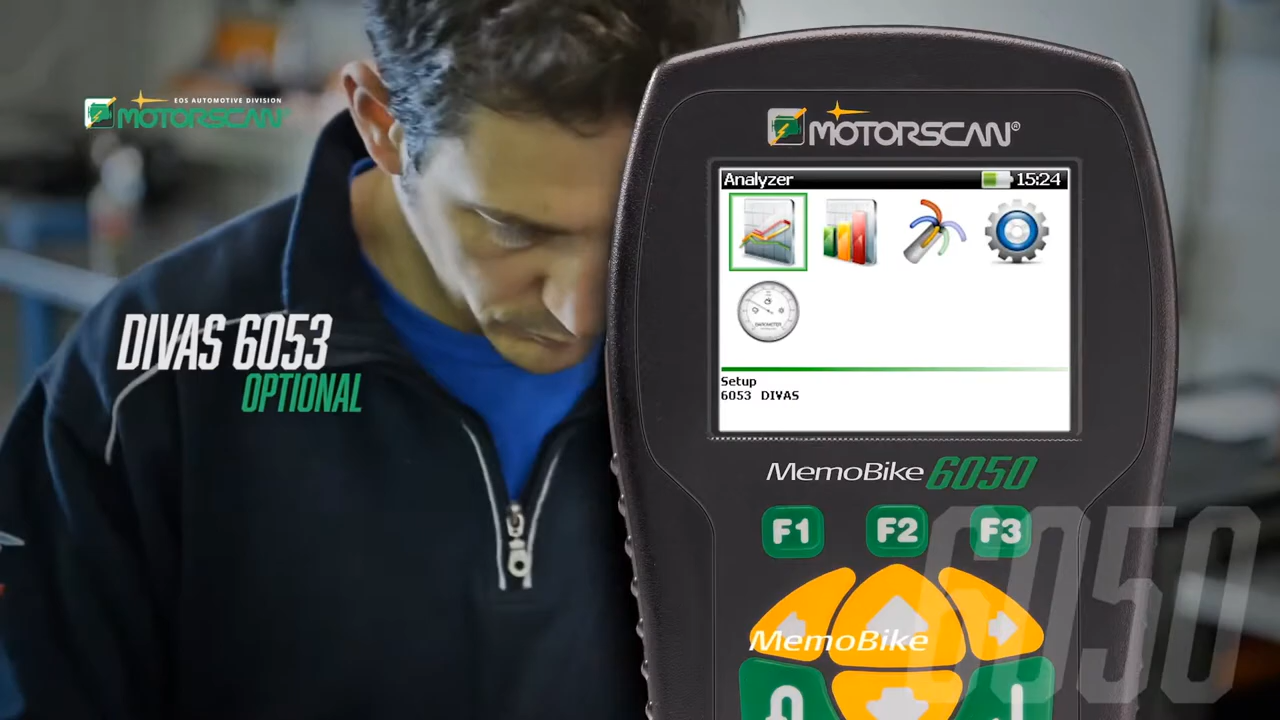 EOS AUTOMOTIVE DIVISION
MOTORSCAN
DIVAS 6053
OPTIONAL
MOTORSCAN®
Analyzer
15:24
BAROMETER
Setup
6053 DIVAS
MemoBike 6050
F1 F2 F3
MemoBike
6050